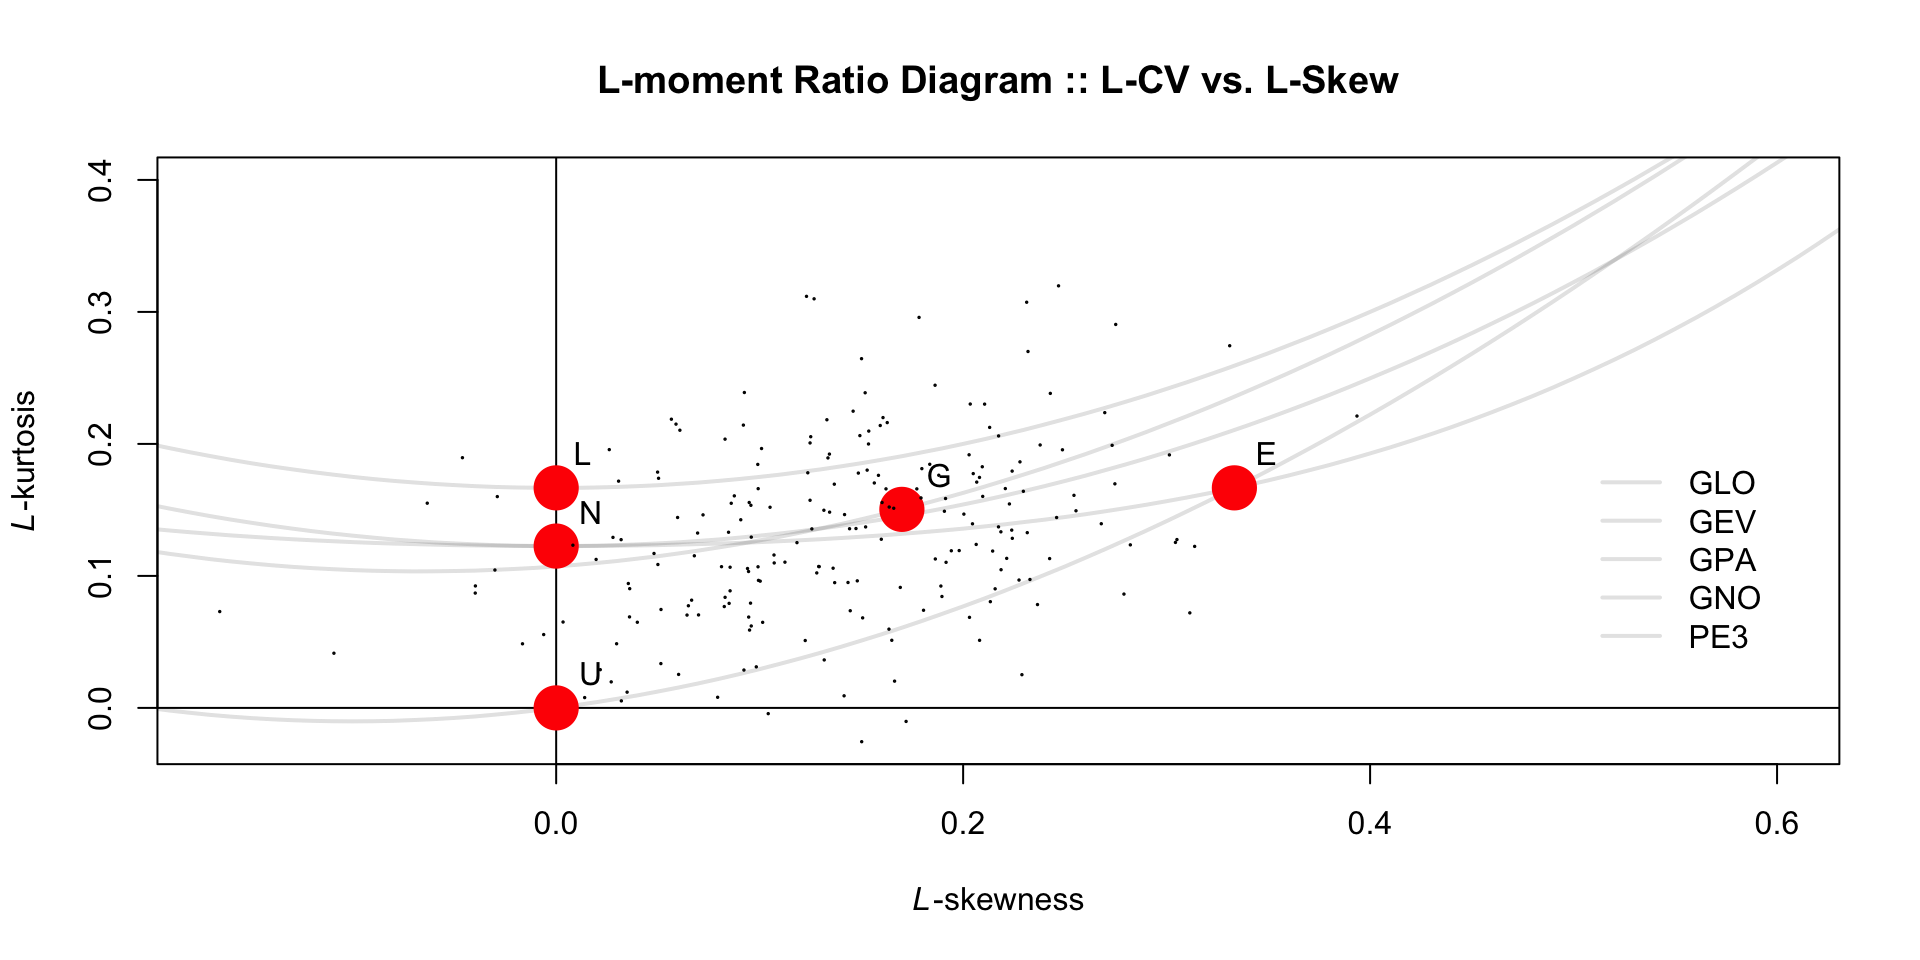 L-moment Ratio Diagram :: L-CV vs. L-Skew
L-kurtosis
0.4
0.3
0.2
0.1
0.0
L
N
G
E
U
GLO
GEV
GPA
GNO
PE3
0.0 0.2 0.4 0.6
L-skewness